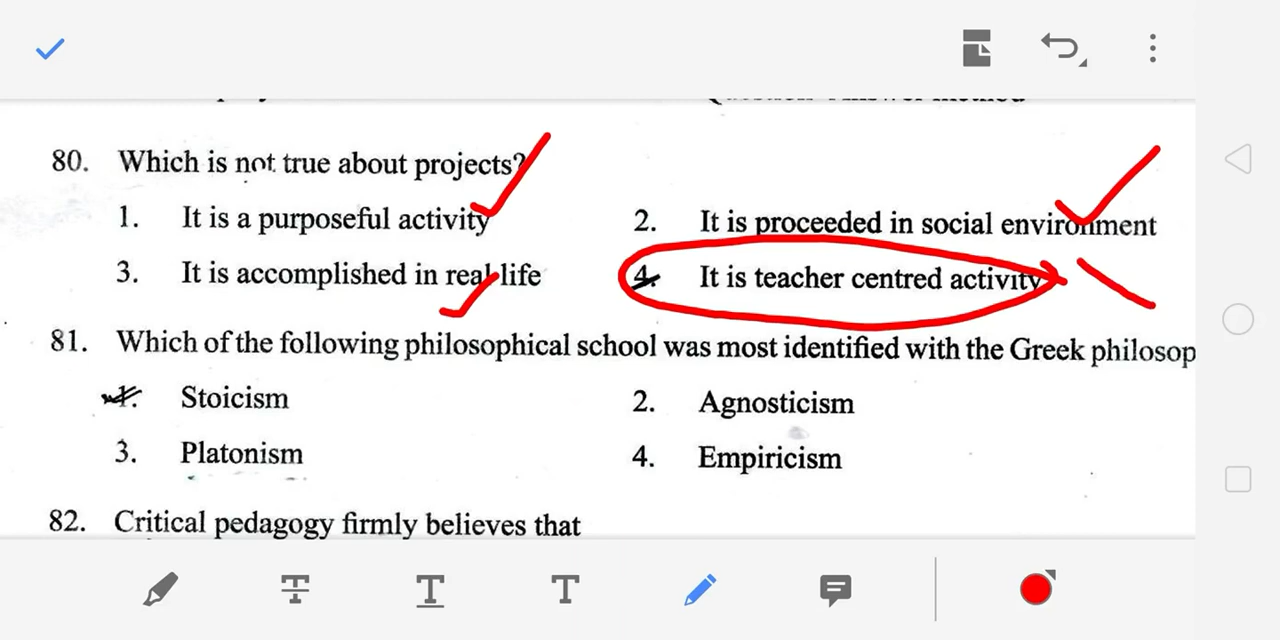 80. Which is not true about projects?
1. It is a purposeful activity 2. It is proceeded in social environment
3. It is accomplished in real life 4. It is teacher centred activity
81. Which of the following philosophical school was most identified with the Greek philosop
1. Stoicism 2. Agnosticism
3. Platonism 4. Empiricism
82. Critical pedagogy firmly believes that